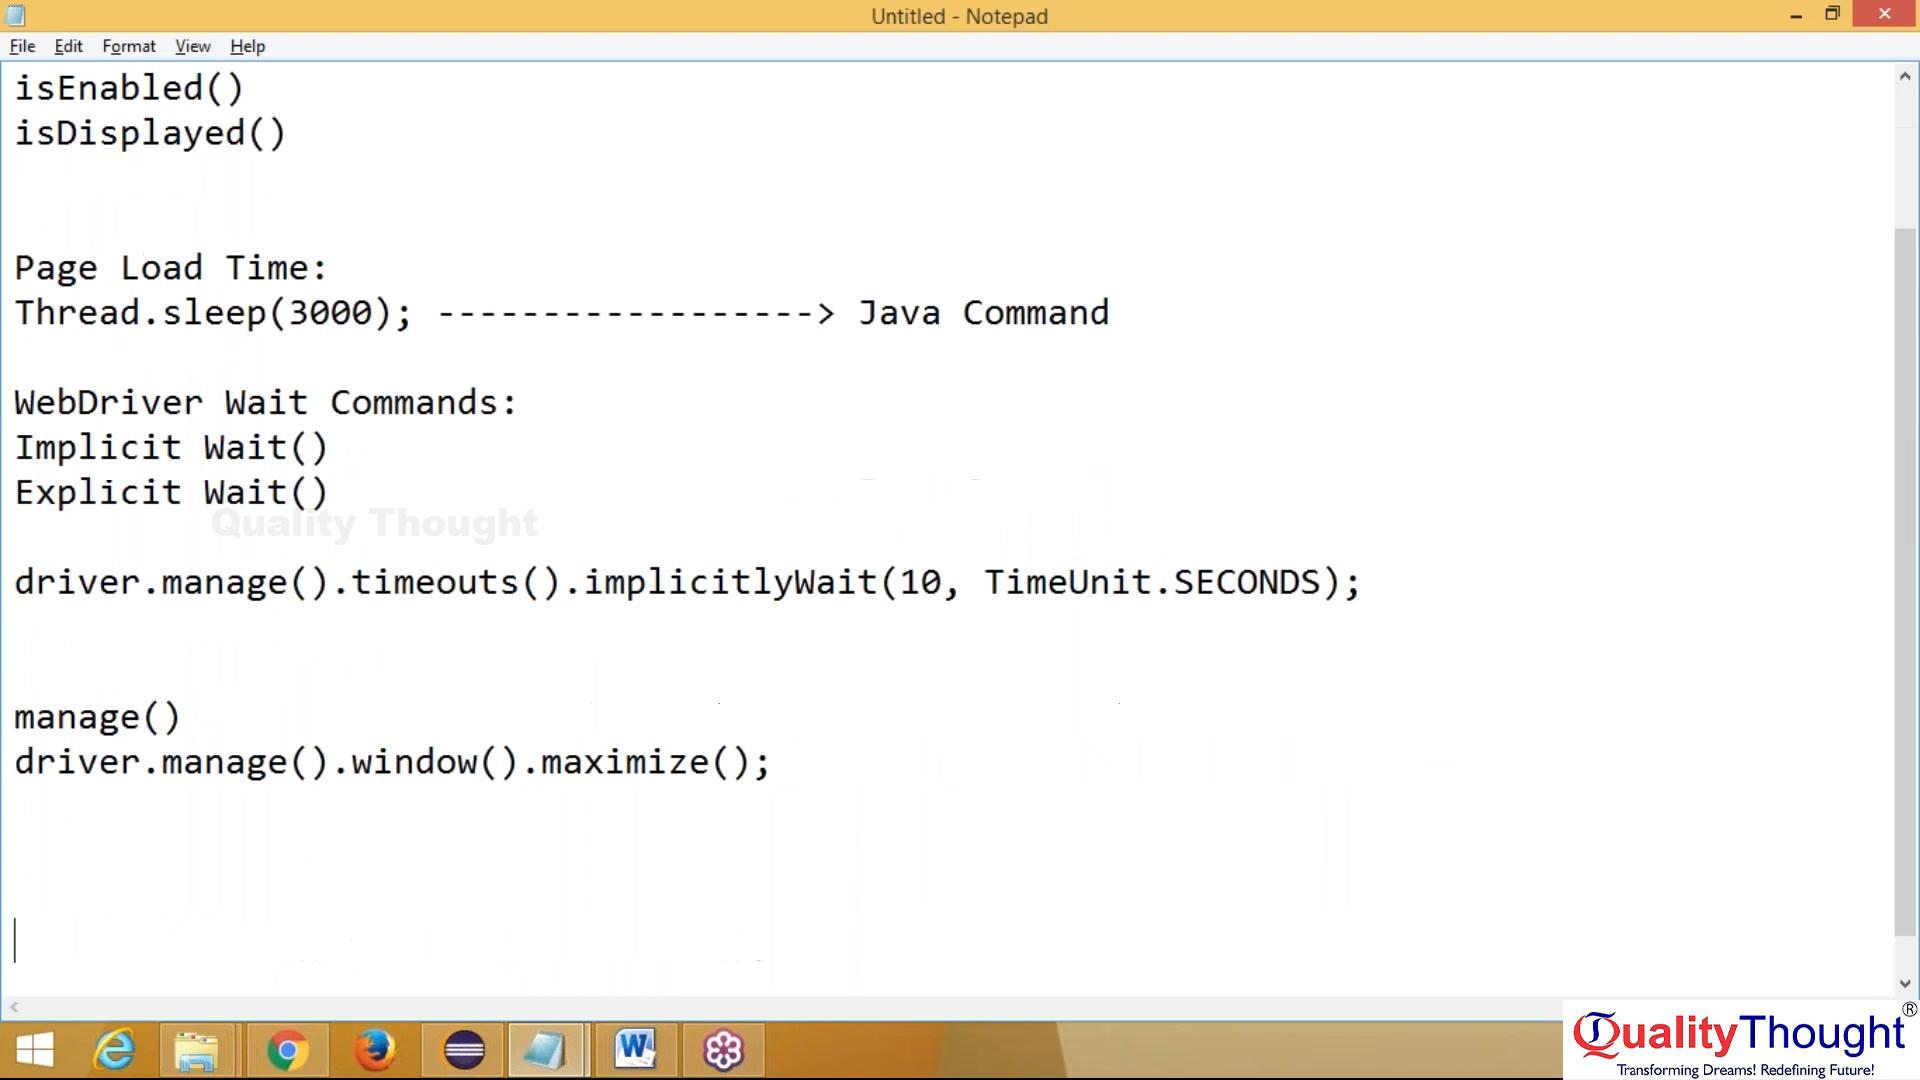 Untitled - Notepad
File Edit Format View Help
isEnabled()
isDisplayed()
Page Load Time:
Thread.sleep(3000); ------------------> Java Command
WebDriver Wait Commands:
Implicit Wait()
Explicit Wait()
Quality Thought
driver.manage().timeouts().implicitlyWait(10, TimeUnit.SECONDS);
manage()
driver.manage().window().maximize();
QualityThought®
Transforming Dreams! Redefining Future!